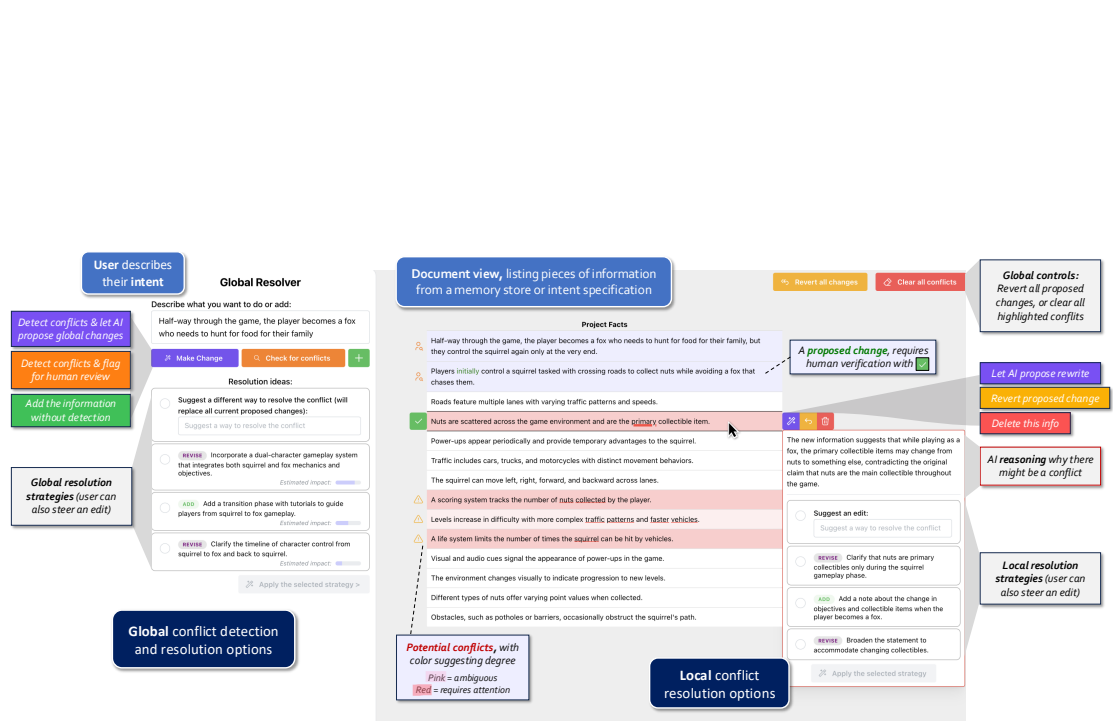 User describes
their intent
Global Resolver
Describe what you want to do or add:
Half-way through the game, the player becomes a fox
who needs to hunt for food for their family
Make Change
Check for conflicts
+
Detect conflicts & let AI
propose global changes
Detect conflicts & flag
for human review
Add the information
without detection
Resolution ideas:
Suggest a different way to resolve the conflict (will
replace all current proposed changes):
Suggest a way to resolve the conflict
REVISE Incorporate a dual-character gameplay system
that integrates both squirrel and fox mechanics and
objectives.
Estimated Impact:
ADD Add a transition phase with tutorials to guide
players from squirrel to fox gameplay.
Estimated Impact:
REVISE Clarify the timeline of character control from
squirrel to fox and back to squirrel.
Estimated Impact:
Apply the selected strategy >
Global resolution
strategies (user can
also steer an edit)
Global conflict detection
and resolution options
Document view, listing pieces of information
from a memory store or intent specification
Revert all changes
Clear all conflicts
Global controls:
Revert all proposed
changes, or clear all
highlighted conflits
Project Facts
Half-way through the game, the player becomes a fox who needs to hunt for food for their family, but
they control the squirrel again only at the very end.
Players initially control a squirrel tasked with crossing roads to collect nuts while avoiding a fox that
chases them.
Roads feature multiple lanes with varying traffic patterns and speeds.
Nuts are scattered across the game environment and are the primary collectible item.
Power-ups appear periodically and provide temporary advantages to the squirrel.
Traffic includes cars, trucks, and motorcycles with distinct movement behaviors.
The squirrel can move left, right, forward, and backward across lanes.
A scoring system tracks the number of nuts collected by the player.
Levels increase in difficulty with more complex traffic patterns and faster vehicles.
A life system limits the number of times the squirrel can be hit by vehicles.
Visual and audio cues signal the appearance of power-ups in the game.
The environment changes visually to indicate progression to new levels.
Different types of nuts offer varying point values when collected.
Obstacles, such as potholes or barriers, occasionally obstruct the squirrel's path.
A proposed change, requires
human verification with
Let AI propose rewrite
Revert proposed change
Delete this info
The new information suggests that while playing as a
fox, the primary collectible items may change from
nuts to something else, contradicting the original
claim that nuts are the main collectible throughout
the game.
AI reasoning why there
might be a conflict
Suggest an edit:
Suggest a way to resolve the conflict
REVISE Clarify that nuts are primary
collectibles only during the squirrel
gameplay phase.
ADD Add a note about the change in
objectives and collectible items when the
player becomes a fox.
REVISE Broaden the statement to
accommodate changing collectibles.
Apply the selected strategy
Local resolution
strategies (user can
also steer an edit)
Potential conflicts, with
color suggesting degree
Pink = ambiguous
Red = requires attention
Local conflict
resolution options